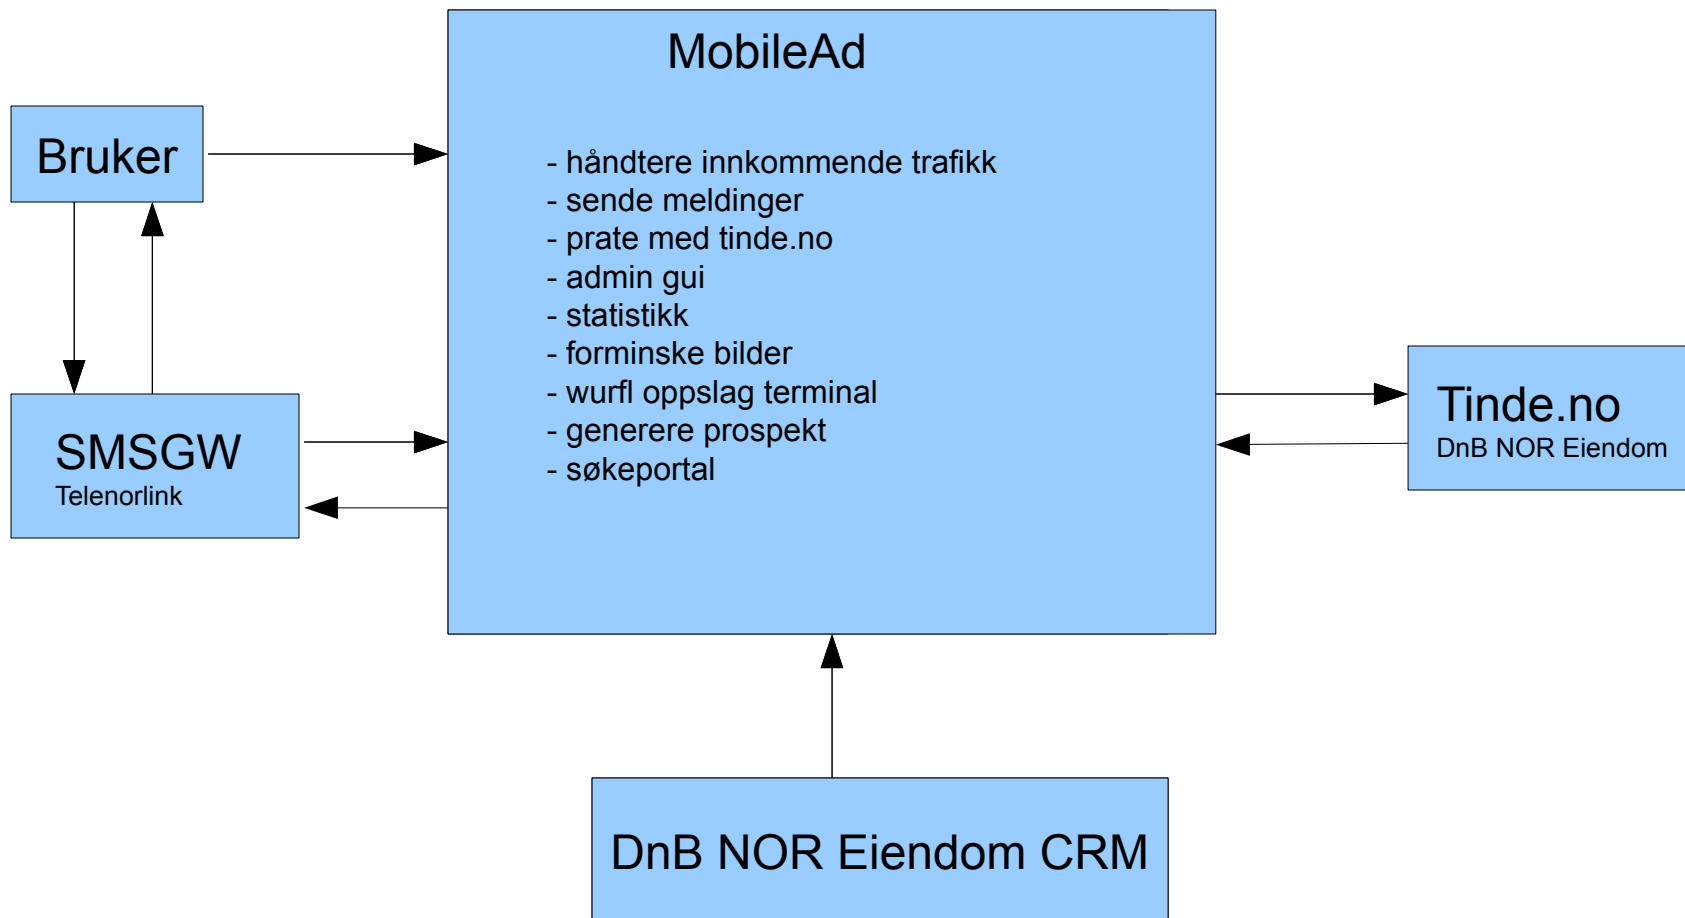 MobileAd
Bruker
- håndtere innkommende trafikk
- sende meldinger
- prate med tinde.no
- admin gui
- statistikk
- forminske bilder
- wurfl oppslag terminal
- generere prospekt
- søkeportal
SMSGW
Telenorlink
Tinde.no
DnB NOR Eiendom
DnB NOR Eiendom CRM